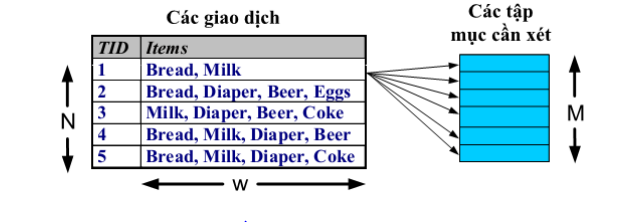 Các giao dịch
Các tập
mục cần xét
TID Items
1 Bread, Milk
2 Bread, Diaper, Beer, Eggs
3 Milk, Diaper, Beer, Coke
4 Bread, Milk, Diaper, Beer
5 Bread, Milk, Diaper, Coke
N
M
w